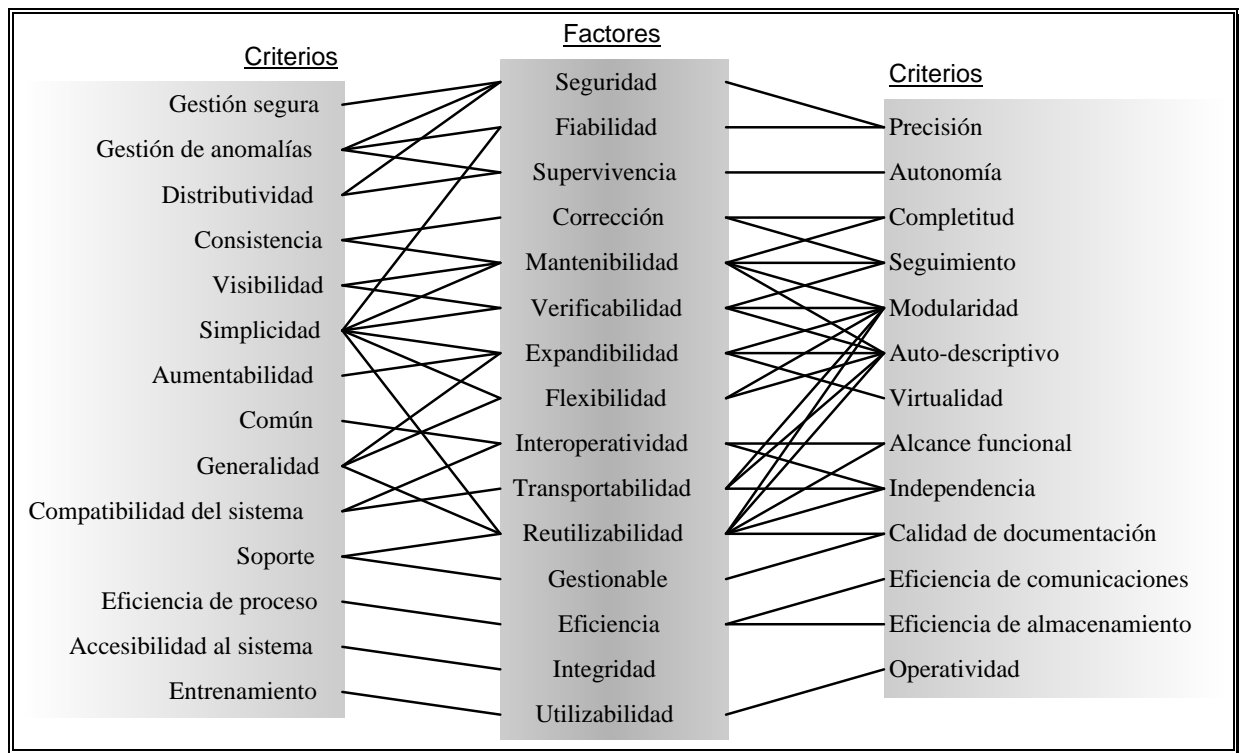 Criterios
Gestión segura
Gestión de anomalías
Distributividad
Consistencia
Visibilidad
Simplicidad
Aumentabilidad
Común
Generalidad
Compatibilidad del sistema
Soporte
Eficiencia de proceso
Accesibilidad al sistema
Entrenamiento
Factores
Seguridad
Fiabilidad
Supervivencia
Corrección
Mantenibilidad
Verificabilidad
Expandibilidad
Flexibilidad
Interoperatividad
Transportabilidad
Reutilizabilidad
Gestionable
Eficiencia
Integridad
Utilizabilidad
Criterios
Precisión
Autonomía
Completitud
Seguimiento
Modularidad
Auto-descriptivo
Virtualidad
Alcance funcional
Independencia
Calidad de documentación
Eficiencia de comunicaciones
Eficiencia de almacenamiento
Operatividad